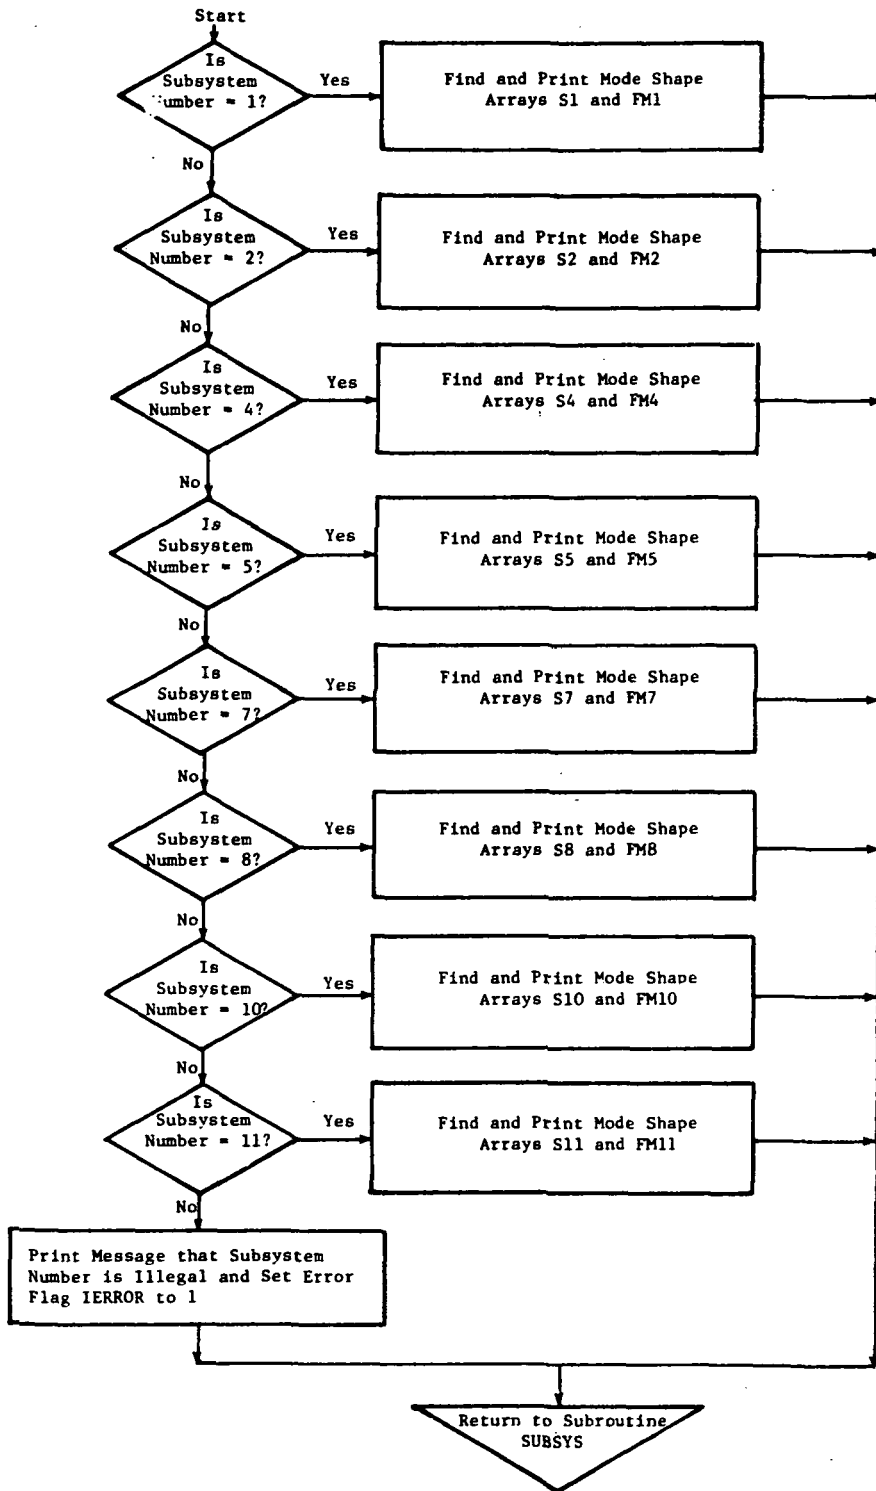 Start
Is
Subsystem
Number = 1?
Yes
Find and Print Mode Shape
Arrays S1 and FM1
No
Is
Subsystem
Number = 2?
Yes
Find and Print Mode Shape
Arrays S2 and FM2
No
Is
Subsystem
Number = 4?
Yes
Find and Print Mode Shape
Arrays S4 and FM4
No
Is
Subsystem
Number = 5?
Yes
Find and Print Mode Shape
Arrays S5 and FM5
No
Is
Subsystem
Number = 7?
Yes
Find and Print Mode Shape
Arrays S7 and FM7
No
Is
Subsystem
Number = 8?
Yes
Find and Print Mode Shape
Arrays S8 and FM8
No
Is
Subsystem
Number = 10?
Yes
Find and Print Mode Shape
Arrays S10 and FM10
No
Is
Subsystem
Number = 11?
Yes
Find and Print Mode Shape
Arrays S11 and FM11
No
Print Message that Subsystem
Number is Illegal and Set Error
Flag IERROR to 1
Return to Subroutine
SUBSYS